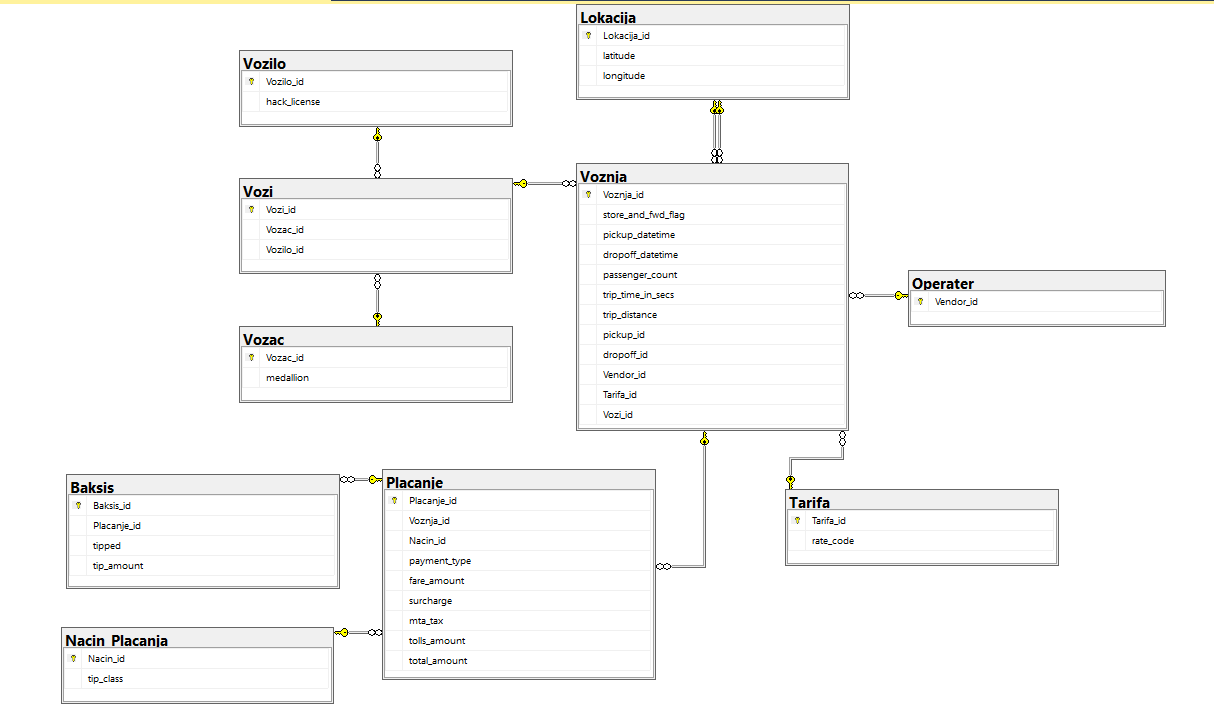 Lokacija
Lokacija_id
latitude
longitude
Vozilo
Vozilo_id
hack_license
Vozi
Vozi_id
Vozac_id
Vozilo_id
Vozac
Vozac_id
medallion
Voznja
Voznja_id
store_and_fwd_flag
pickup_datetime
dropoff_datetime
passenger_count
trip_time_in_secs
trip_distance
pickup_id
dropoff_id
Vendor_id
Tarifa_id
Vozi_id
Operater
Vendor_id
Baksis
Baksis_id
Placanje_id
tipped
tip_amount
Placanje
Placanje_id
Voznja_id
Nacin_id
payment_type
fare_amount
surcharge
mta_tax
tolls_amount
total_amount
Tarifa
Tarifa_id
rate_code
Nacin_Placanja
Nacin_id
tip_class